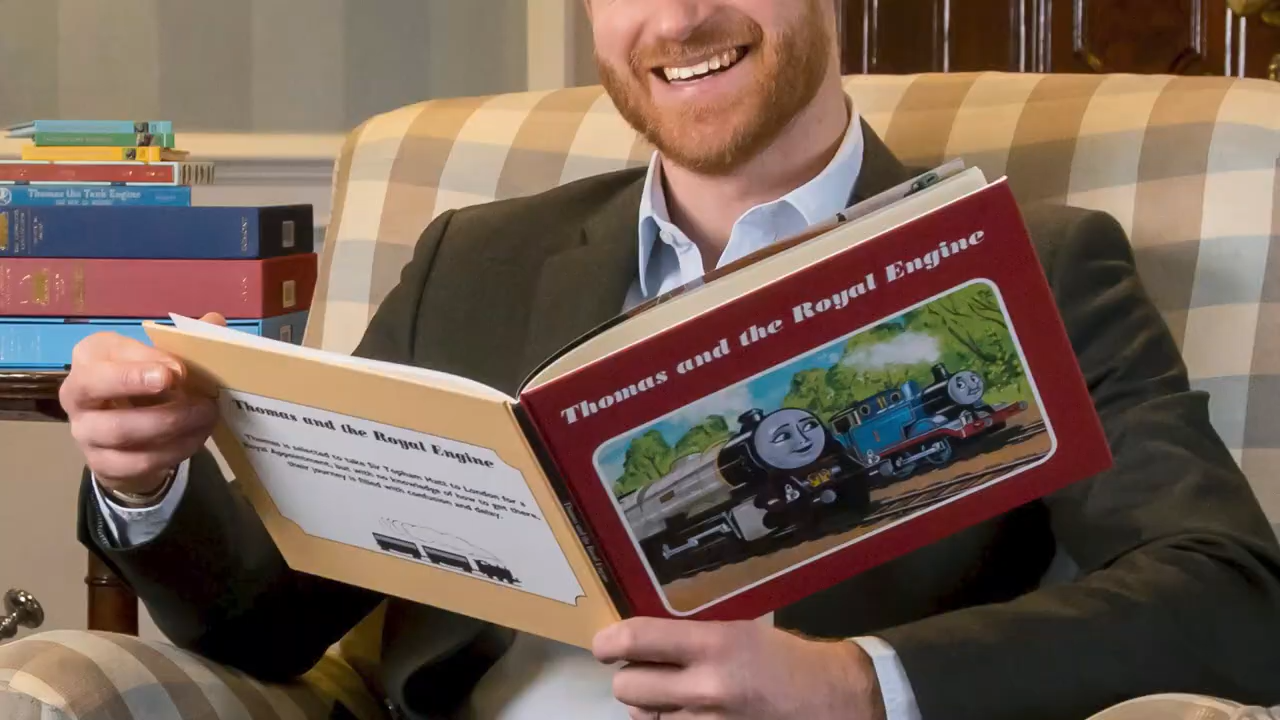 Thomas the Tank Engine
Thomas and the Royal Engine
Thomas is selected to take Sir Topham Hatt to London for a
Royal Appointment, but with no knowledge of how to get there,
their journey is filled with confusion and delay.
Thomas and the Royal Engine